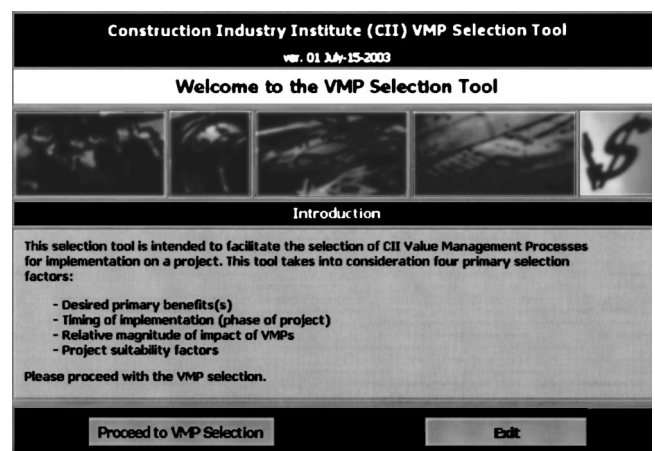 Construction Industry Institute (CII) VMP Selection Tool
ver. 01 July-15-2003
Welcome to the VMP Selection Tool
Introduction
This selection tool is intended to facilitate the selection of CII Value Management Processes
for implementation on a project. This tool takes into consideration four primary selection
factors:
- Desired primary benefits(s)
- Timing of implementation (phase of project)
- Relative magnitude of impact of VMPs
- Project suitability factors
Please proceed with the VMP selection.
Proceed to VMP Selection
Exit